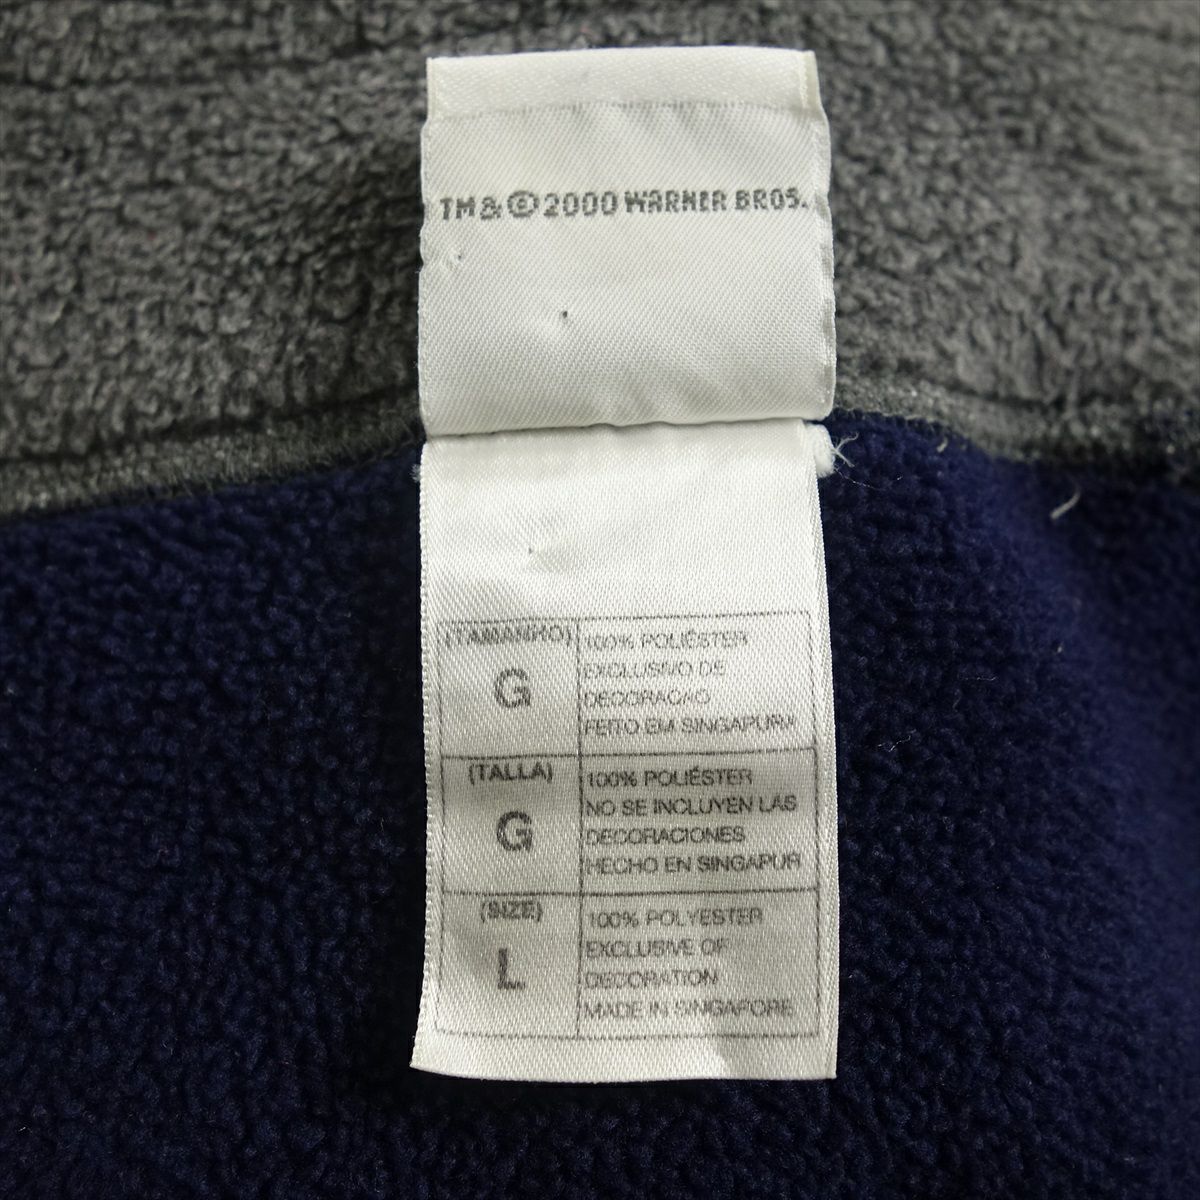 TM & © 2000 WARNER BROS.
(TAMANHO)
G
100% POLIÉSTER
EXCLUSIVO DE
DECORAÇAO
FEITO EM SINGAPURA
(TALLA)
G
100% POLIÉSTER
NO SE INCLUYEN LAS
DECORACIONES
HECHO EN SINGAPUR
(SIZE)
L
100% POLYESTER
EXCLUSIVE OF
DECORATION
MADE IN SINGAPORE